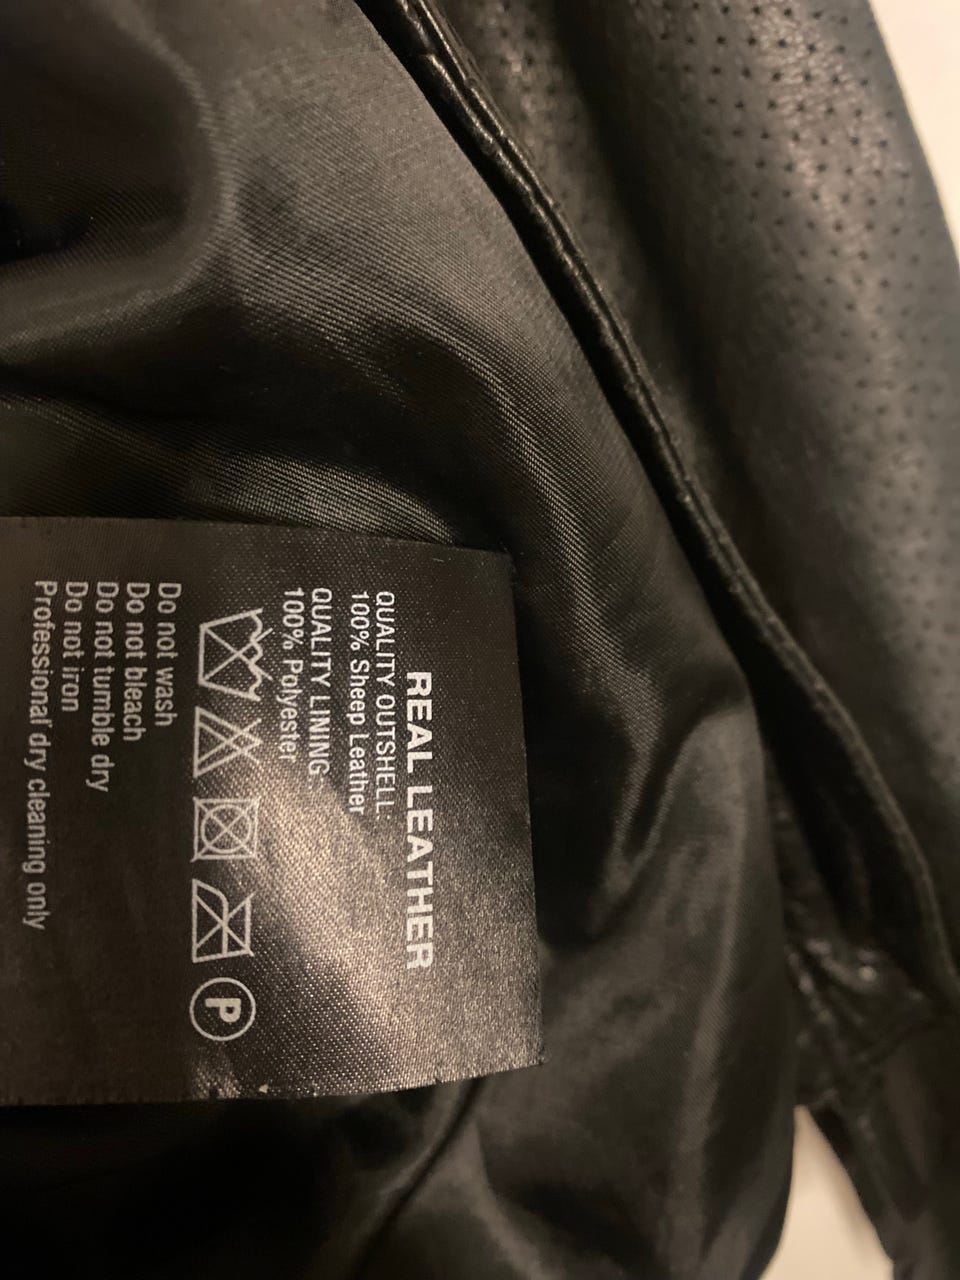 REAL LEATHER
QUALITY OUTSHELL:
100% Sheep Leather
QUALITY LINING
100% Polyester
P
Do not wash
Do not bleach
Do not tumble dry
Do not iron
Professional dry cleaning only